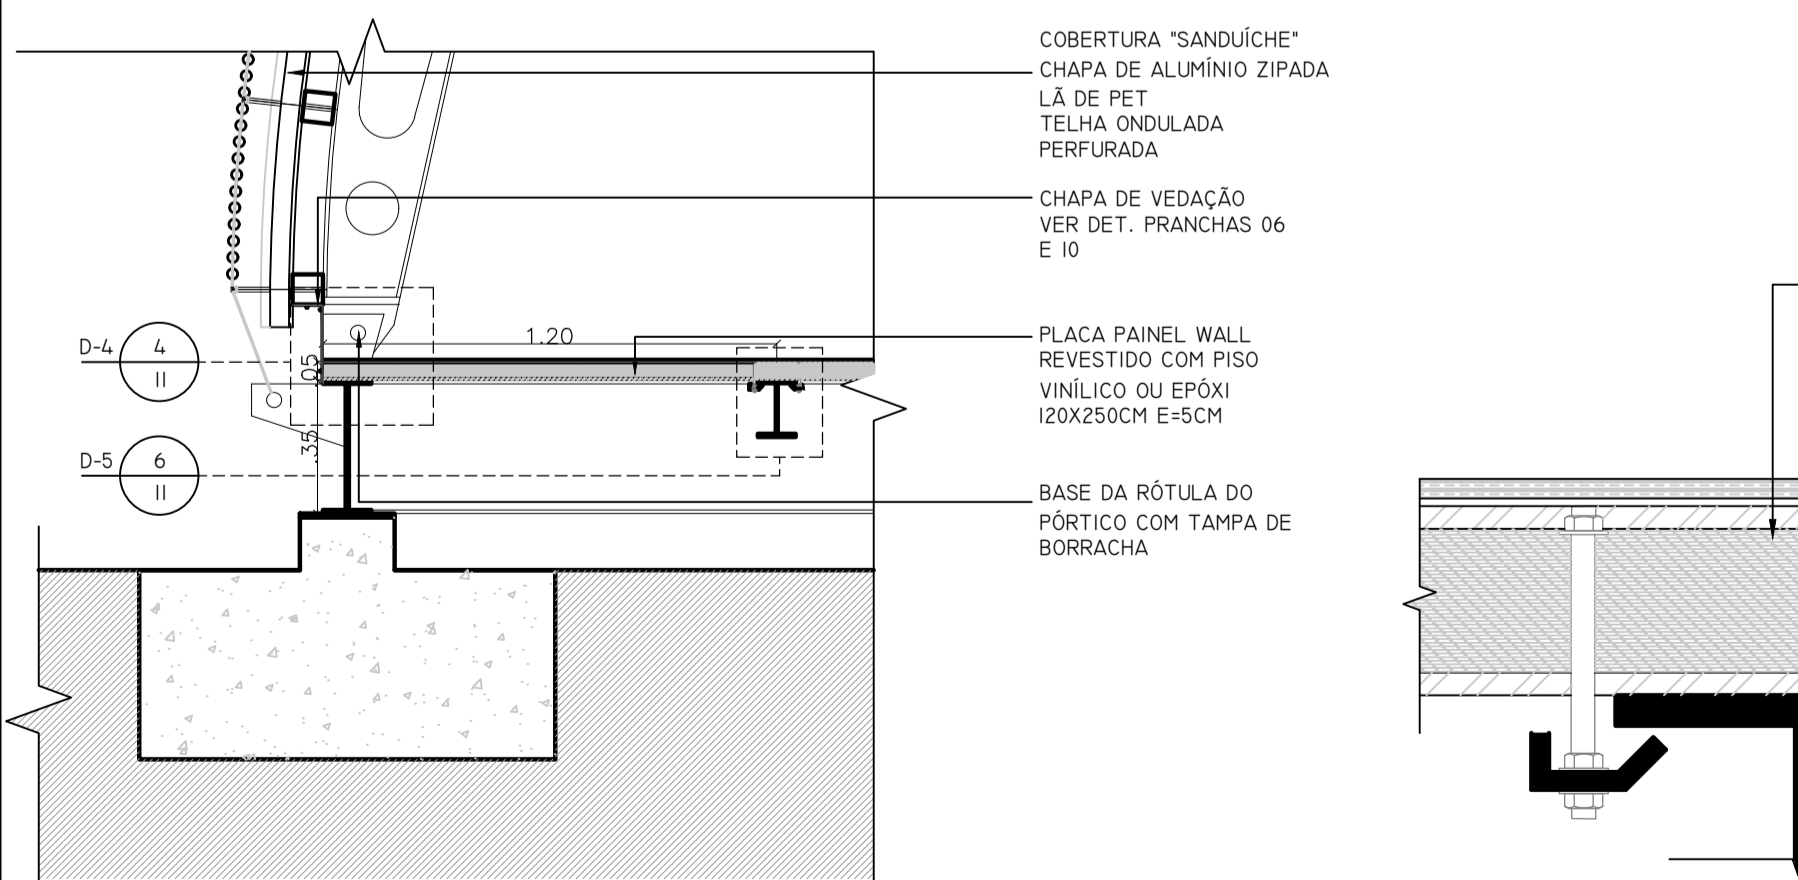 COBERTURA "SANDUÍCHE"
CHAPA DE ALUMÍNIO ZIPADA
LÃ DE PET
TELHA ONDULADA
PERFURADA
CHAPA DE VEDAÇÃO
VER DET. PRANCHAS 06
E 10
1.20
PLACA PAINEL WALL
REVESTIDO COM PISO
VINÍLICO OU EPÓXI
120X250CM E=5CM
D-4
4
11
.05
.35
D-5
6
11
BASE DA RÓTULA DO
PÓRTICO COM TAMPA DE
BORRACHA